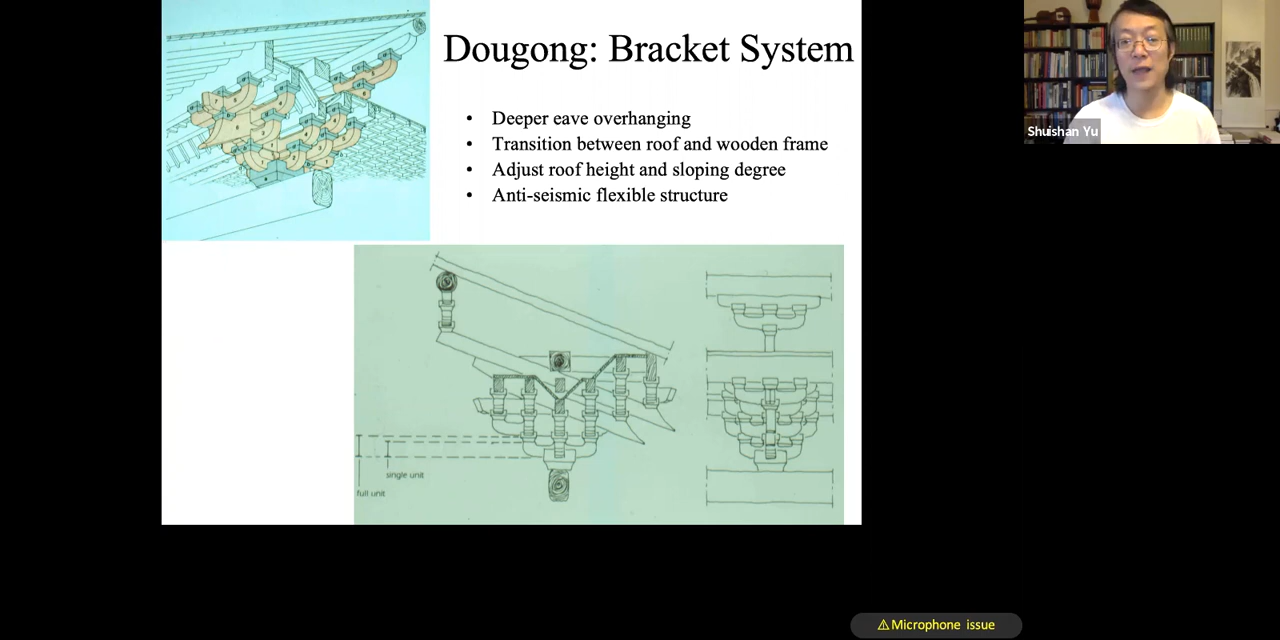 Dougong: Bracket System
• Deeper eave overhanging
• Transition between roof and wooden frame
• Adjust roof height and sloping degree
• Anti-seismic flexible structure
single unit
full unit
Shuishan Yu
⚠Microphone issue